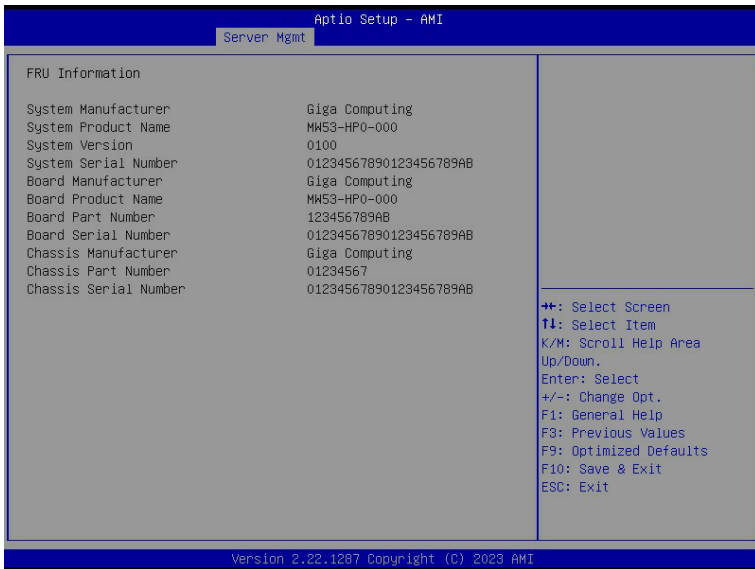 Aptio Setup - AMI
Server Mgmt
FRU Information
System Manufacturer Giga Computing
System Product Name MW53-HP0-000
System Version 0100
System Serial Number 01234567890123456789AB
Board Manufacturer Giga Computing
Board Product Name MW53-HP0-000
Board Part Number 123456789AB
Board Serial Number 01234567890123456789AB
Chassis Manufacturer Giga Computing
Chassis Part Number 01234567
Chassis Serial Number 01234567890123456789AB
→←: Select Screen
↑↓: Select Item
K/M: Scroll Help Area
Up/Down.
Enter: Select
+/-: Change Opt.
F1: General Help
F3: Previous Values
F9: Optimized Defaults
F10: Save & Exit
ESC: Exit
Version 2.22.1287 Copyright (C) 2023 AMI